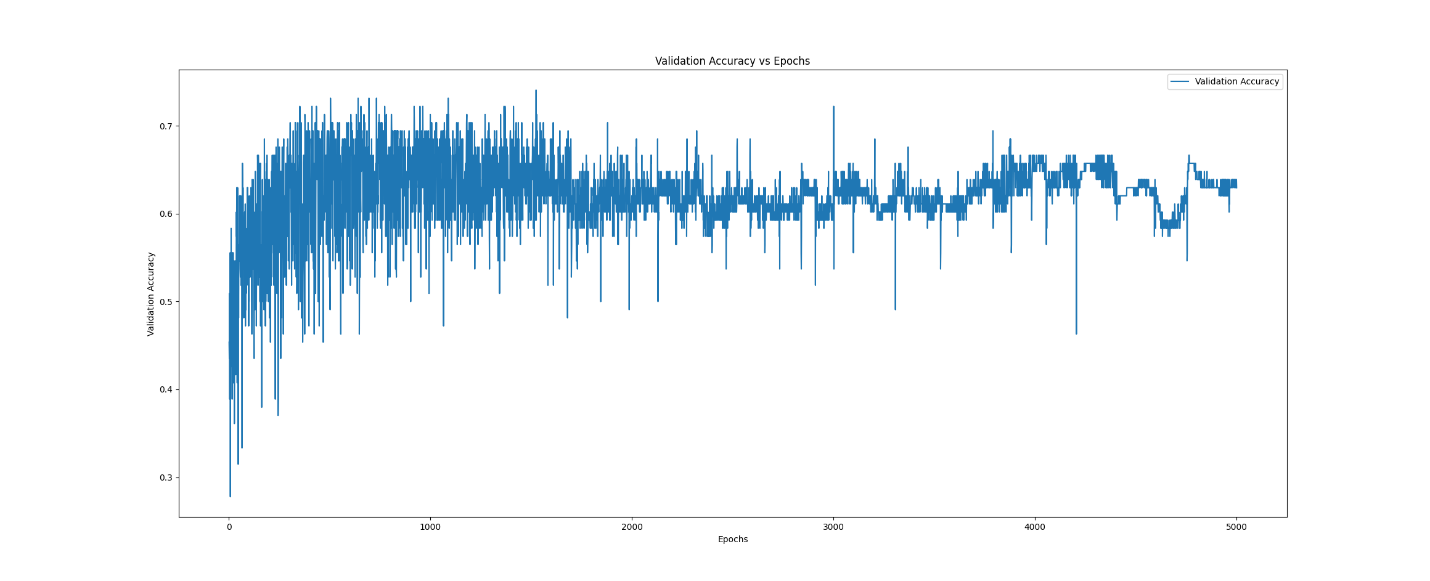 Validation Accuracy vs Epochs
Validation Accuracy
0.7
0.6
0.5
0.4
0.3
Validation Accuracy
0 1000 2000 3000 4000 5000
Epochs